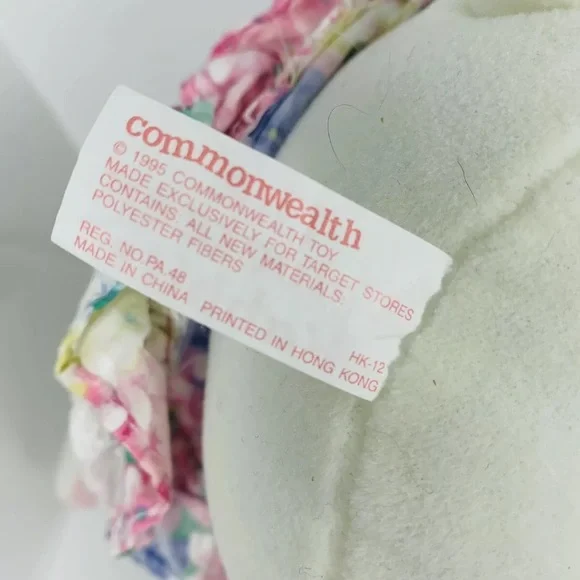 commonwealth
© 1995 COMMONWEALTH TOY
MADE EXCLUSIVELY FOR TARGET STORES
CONTAINS: ALL NEW MATERIALS
POLYESTER FIBERS
REG. NO.PA.48
HK-12
MADE IN CHINA PRINTED IN HONG KONG